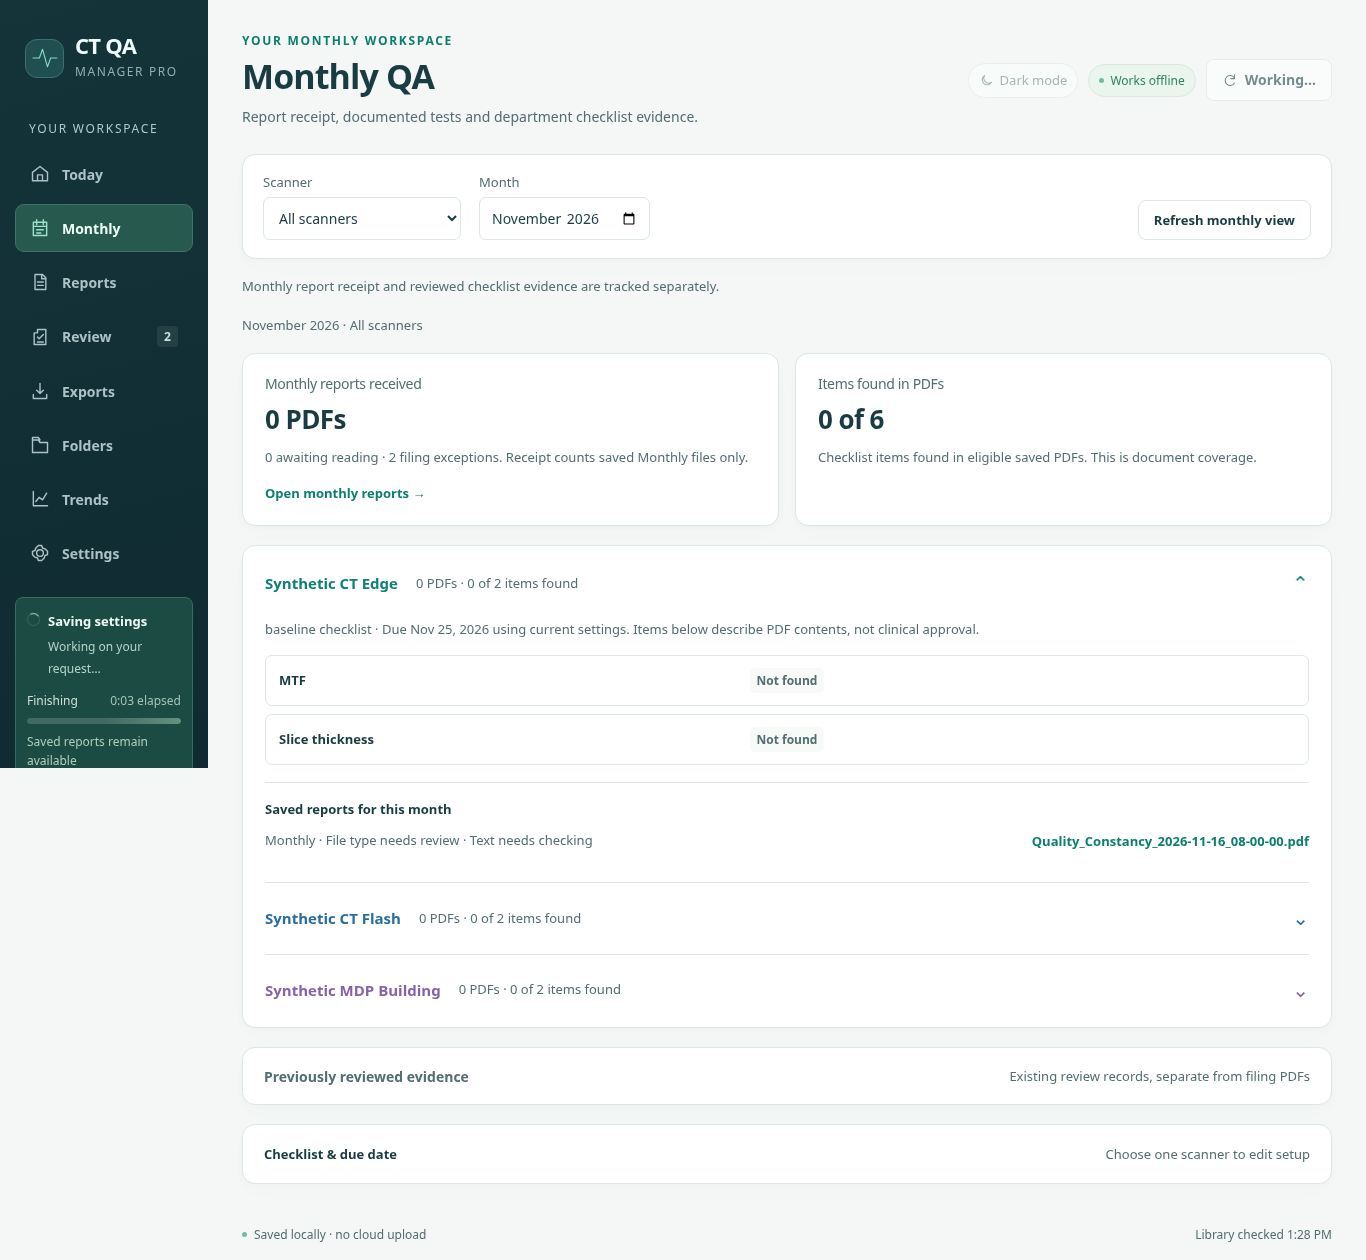 CT QA
MANAGER PRO
YOUR WORKSPACE
Today
Monthly
Reports
Review 2
Exports
Folders
Trends
Settings
Saving settings
Working on your
request...
Finishing 0:03 elapsed
Saved reports remain
available
YOUR MONTHLY WORKSPACE
Monthly QA
Report receipt, documented tests and department checklist evidence.
Dark mode
Works offline
Working...
Scanner
All scanners
Month
November 2026
Refresh monthly view
Monthly report receipt and reviewed checklist evidence are tracked separately.
November 2026 · All scanners
Monthly reports received
0 PDFs
0 awaiting reading · 2 filing exceptions. Receipt counts saved Monthly files only.
Open monthly reports →
Items found in PDFs
0 of 6
Checklist items found in eligible saved PDFs. This is document coverage.
Synthetic CT Edge 0 PDFs · 0 of 2 items found
baseline checklist · Due Nov 25, 2026 using current settings. Items below describe PDF contents, not clinical approval.
MTF Not found
Slice thickness Not found
Saved reports for this month
Monthly · File type needs review · Text needs checking Quality_Constancy_2026-11-16_08-00-00.pdf
Synthetic CT Flash 0 PDFs · 0 of 2 items found
Synthetic MDP Building 0 PDFs · 0 of 2 items found
Previously reviewed evidence Existing review records, separate from filing PDFs
Checklist & due date Choose one scanner to edit setup
Saved locally · no cloud upload Library checked 1:28 PM